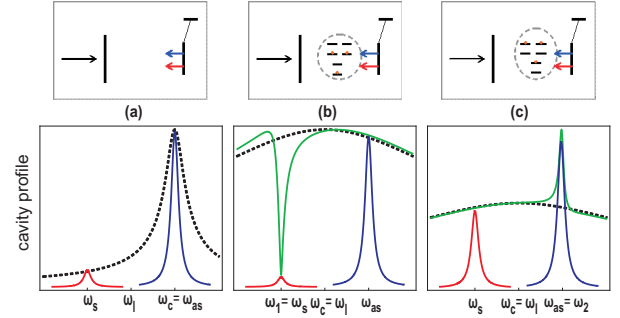 (a) (b) (c)
cavity profile
ωs ωl ωc= ωas ω1= ωs ωc= ωl ωas ωs ωc= ωl ωas= ω2